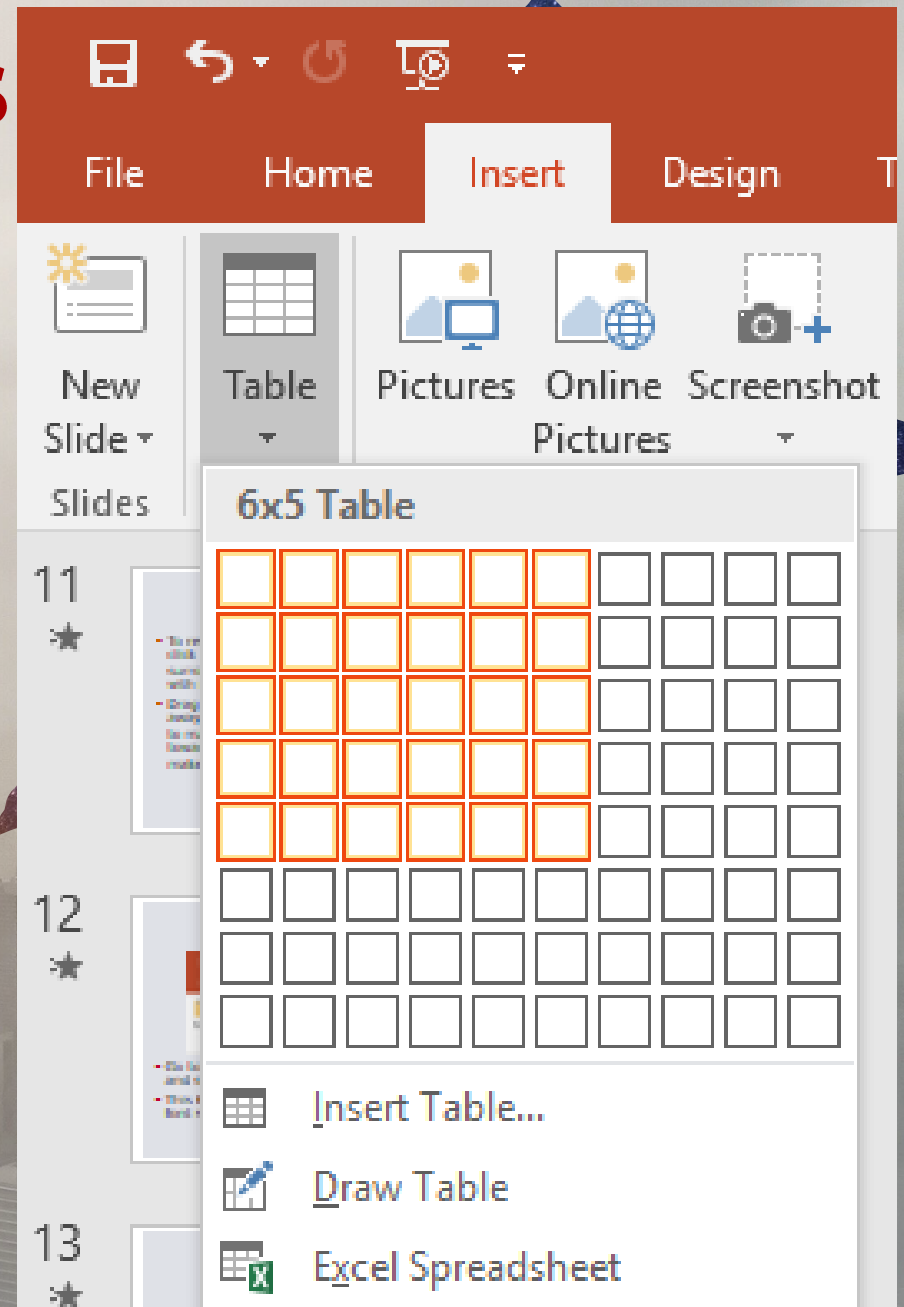 s
File Home Insert Design T
New Slide Table Pictures Online Pictures Screenshot
Slides
6x5 Table
11
12
13
Insert Table...
Draw Table
Excel Spreadsheet